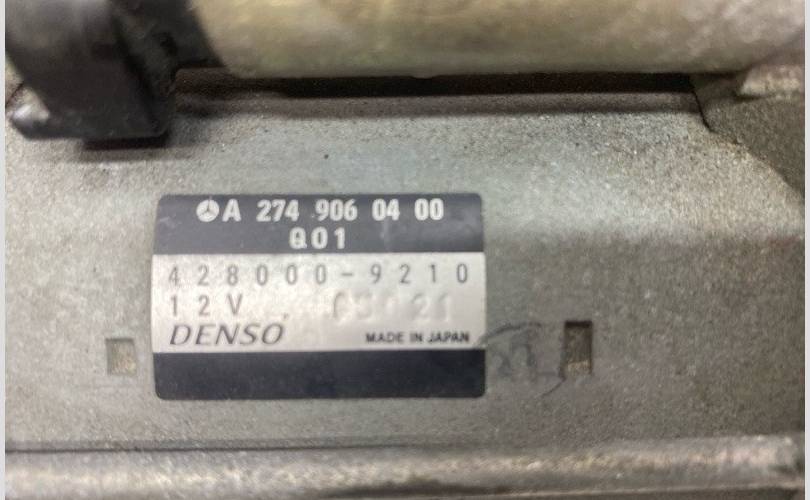 A 274 906 04 00
Q01
428000-9210
12V
DENSO MADE IN JAPAN